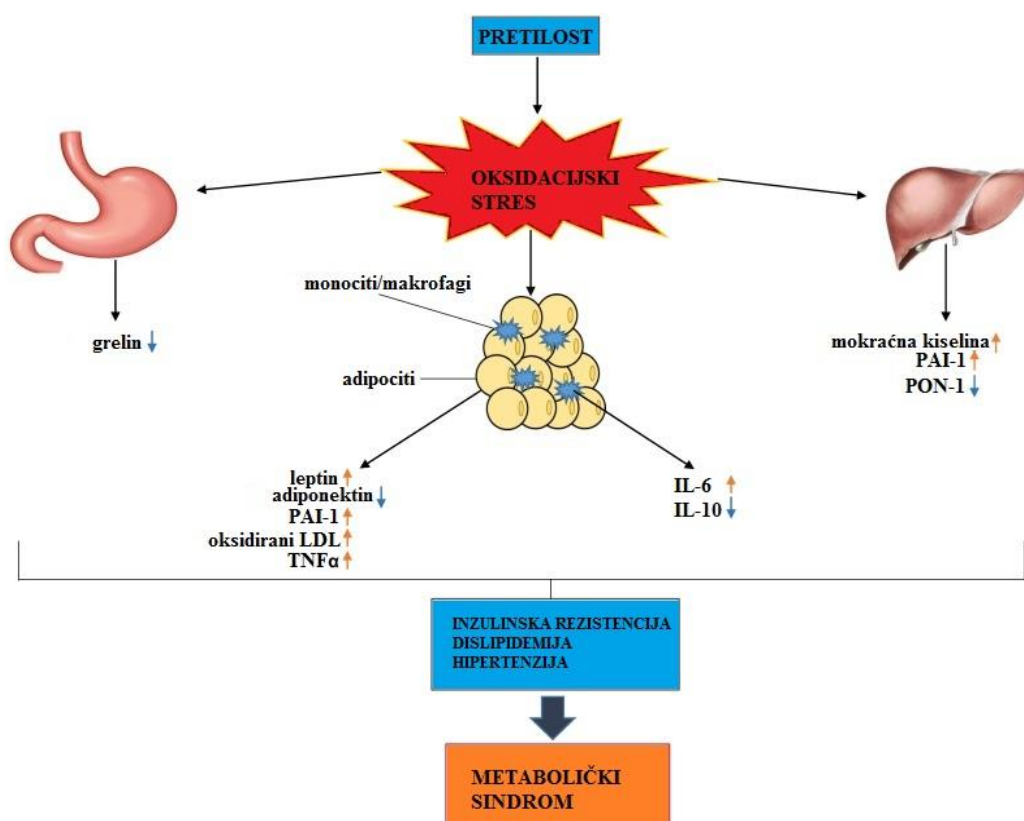 PRETILOST
OKSIDACIJSKI
STRES
monociti/makrofagi
grelin ↓
adipociti
mokraćna kiselina ↑
PAI-1 ↑
PON-1 ↓
leptin ↑
adiponektin ↓
PAI-1 ↑
oksidirani LDL ↑
TNFα ↑
IL-6 ↑
IL-10 ↓
INZULINSKA REZISTENCIJA
DISLIPIDEMIJA
HIPERTENZIJA
METABOLIČKI
SINDROM